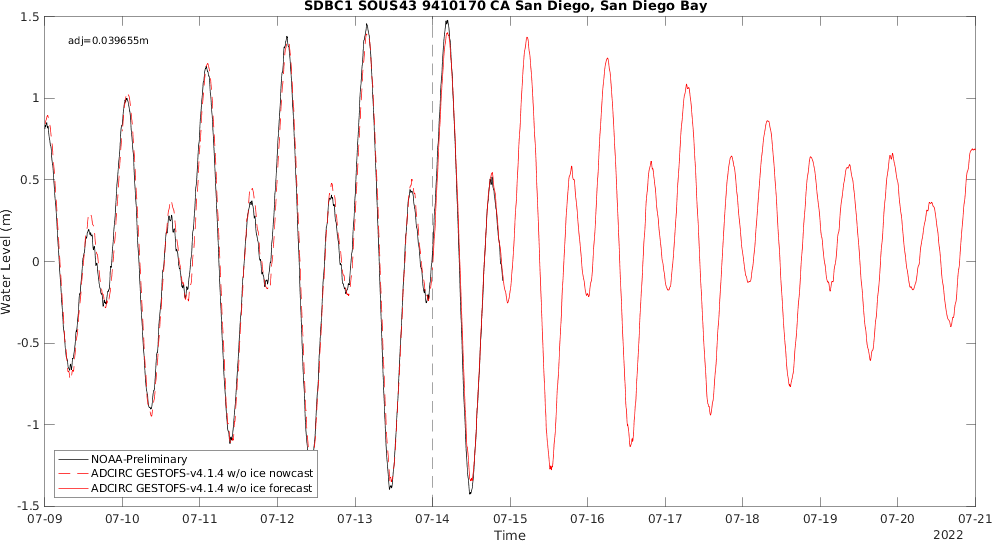 SDBC1 SOUS43 9410170 CA San Diego, San Diego Bay
adj=0.039655m
1.5
1
0.5
0
-0.5
-1
-1.5
Water Level (m)
NOAA-Preliminary
ADCIRC GESTOFS-v4.1.4 w/o ice nowcast
ADCIRC GESTOFS-v4.1.4 w/o ice forecast
07-09 07-10 07-11 07-12 07-13 07-14 07-15 07-16 07-17 07-18 07-19 07-20 07-21
Time
2022